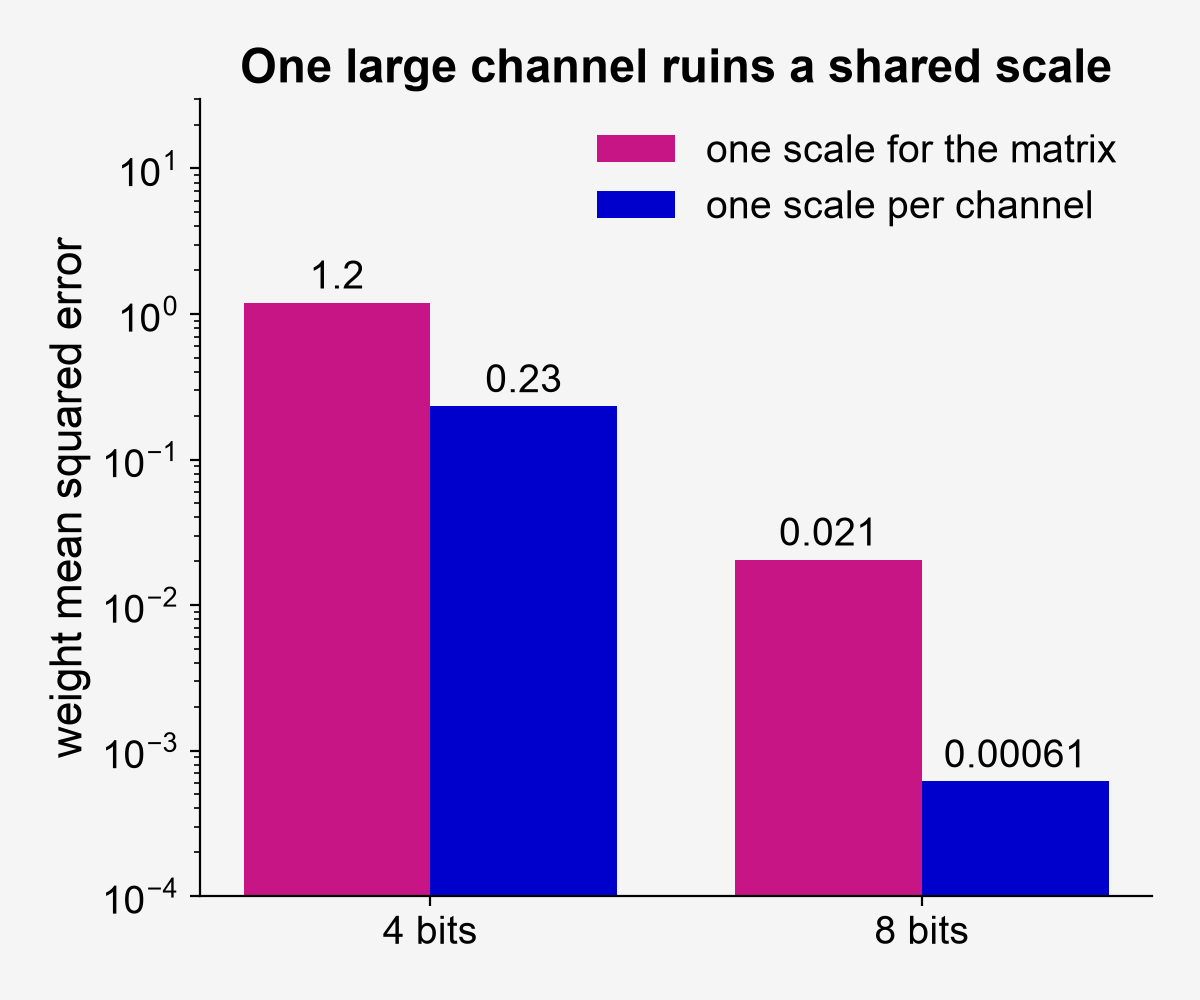 One large channel ruins a shared scale
one scale for the matrix
one scale per channel
weight mean squared error
10¹
10⁰
10⁻¹
10⁻²
10⁻³
10⁻⁴
1.2
0.23
0.021
0.00061
4 bits
8 bits